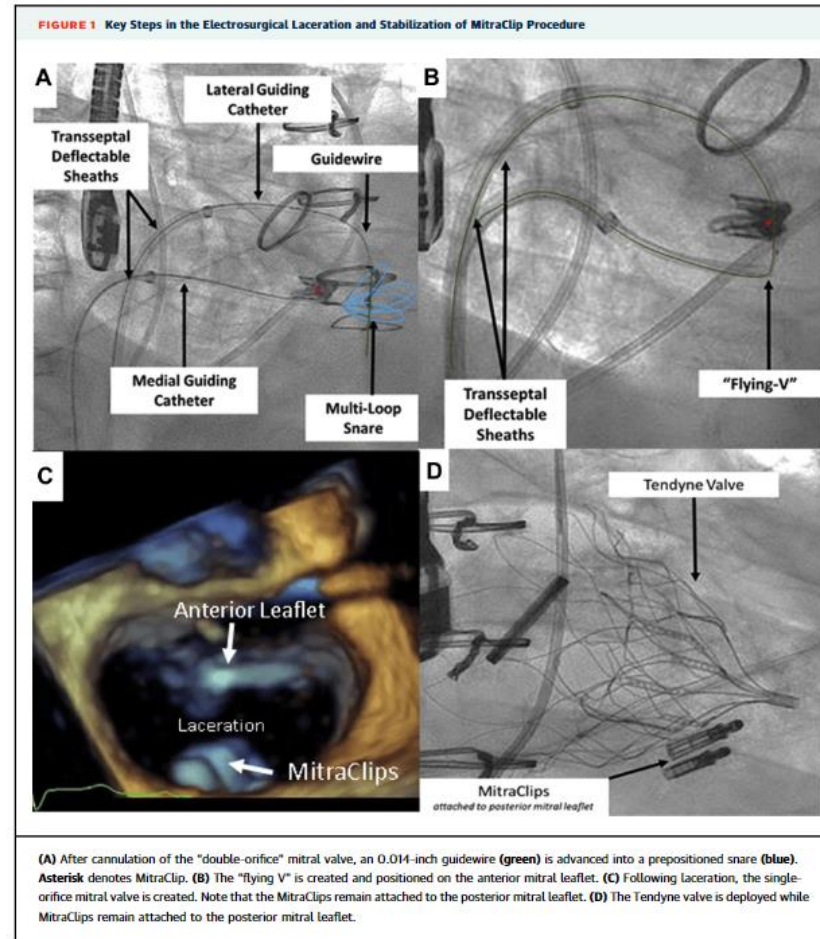 FIGURE 1 Key Steps in the Electrosurgical Laceration and Stabilization of MitraClip Procedure
A
Lateral Guiding
Catheter
Transseptal
Deflectable
Sheaths
Guidewire
Medial Guiding
Catheter
Multi-Loop
Snare
B
Transseptal
Deflectable
Sheaths
"Flying-V"
C
Anterior Leaflet
Laceration
MitraClips
D
Tendyne Valve
MitraClips
attached to posterior mitral leaflet
(A) After cannulation of the "double-orifice" mitral valve, an 0.014-inch guidewire (green) is advanced into a prepositioned snare (blue).
Asterisk denotes MitraClip. (B) The "flying V" is created and positioned on the anterior mitral leaflet. (C) Following laceration, the single-
orifice mitral valve is created. Note that the MitraClips remain attached to the posterior mitral leaflet. (D) The Tendyne valve is deployed while
MitraClips remain attached to the posterior mitral leaflet.